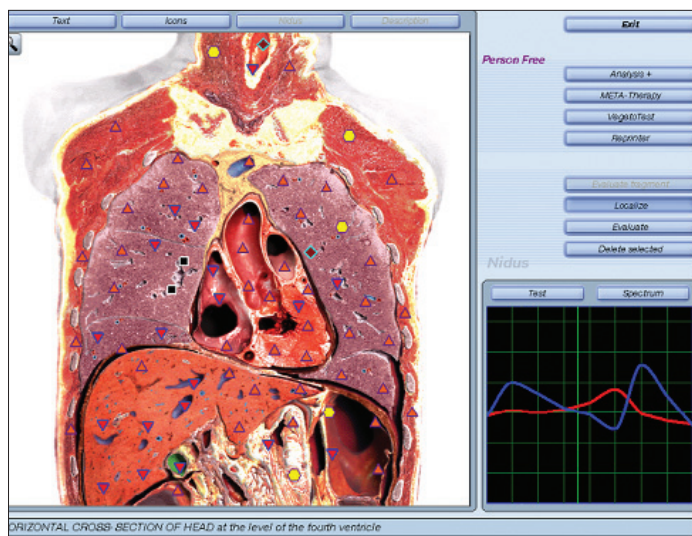 Text
Icons
Nidus
Description
Exit
Person Free
Analysis +
META-Therapy
VegetoTest
Reprinter
Evaluate fragment
Localize
Evaluate
Delete selected
Nidus
Test
Spectrum
ORIZONTAL CROSS-SECTION OF HEAD at the level of the fourth ventricle